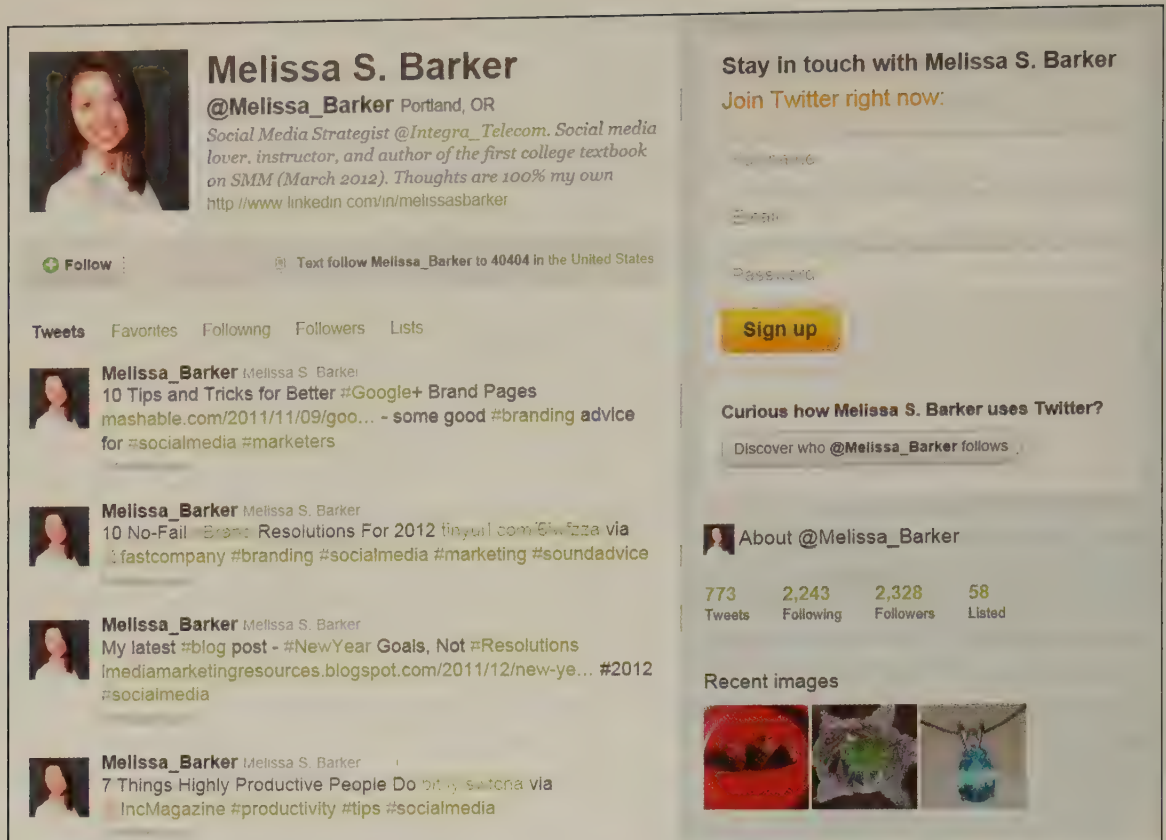 Melissa S. Barker
@Melissa_Barker Portland, OR
Social Media Strategist @Integra_Telecom. Social media
lover, instructor, and author of the first college textbook
on SMM (March 2012). Thoughts are 100% my own
http://www.linkedin.com/in/melissasbarker
Follow
Text follow Melissa_Barker to 40404 in the United States
Tweets Favorites Following Followers Lists
Melissa_Barker Melissa S. Barker
10 Tips and Tricks for Better #Google+ Brand Pages
mashable.com/2011/11/09/goo... - some good #branding advice
for #socialmedia #marketers
Melissa_Barker Melissa S. Barker
10 No-Fail Resolutions For 2012 via
fastcompany #branding #socialmedia #marketing #soundadvice
Melissa_Barker Melissa S. Barker
My latest #blog post - #NewYear Goals, Not #Resolutions
lmediamarketingresources.blogspot.com/2011/12/new-ye... #2012
#socialmedia
Melissa_Barker Melissa S. Barker
7 Things Highly Productive People Do via
IncMagazine #productivity #tips #socialmedia
Stay in touch with Melissa S. Barker
Join Twitter right now:
Email
Password
Sign up
Curious how Melissa S. Barker uses Twitter?
Discover who @Melissa_Barker follows
About @Melissa_Barker
773 2,243 2,328 58
Tweets Following Followers Listed
Recent images